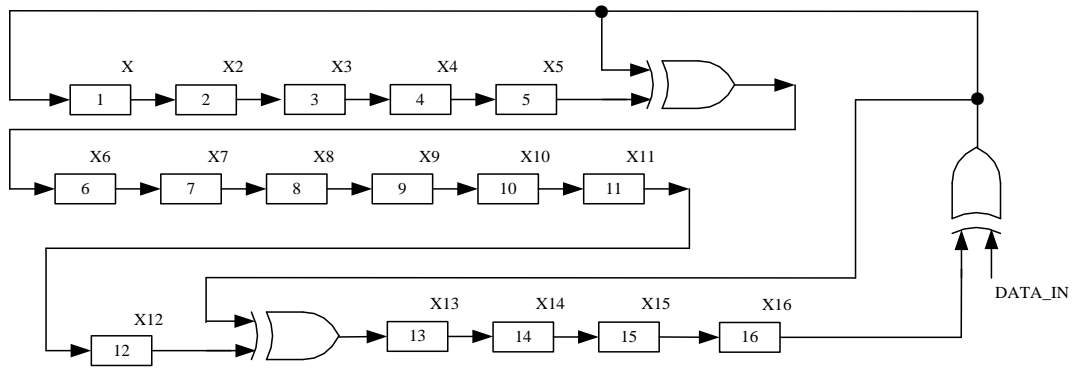 X X2 X3 X4 X5
1 2 3 4 5
X6 X7 X8 X9 X10 X11
6 7 8 9 10 11
DATA_IN
X12 X13 X14 X15 X16
12 13 14 15 16